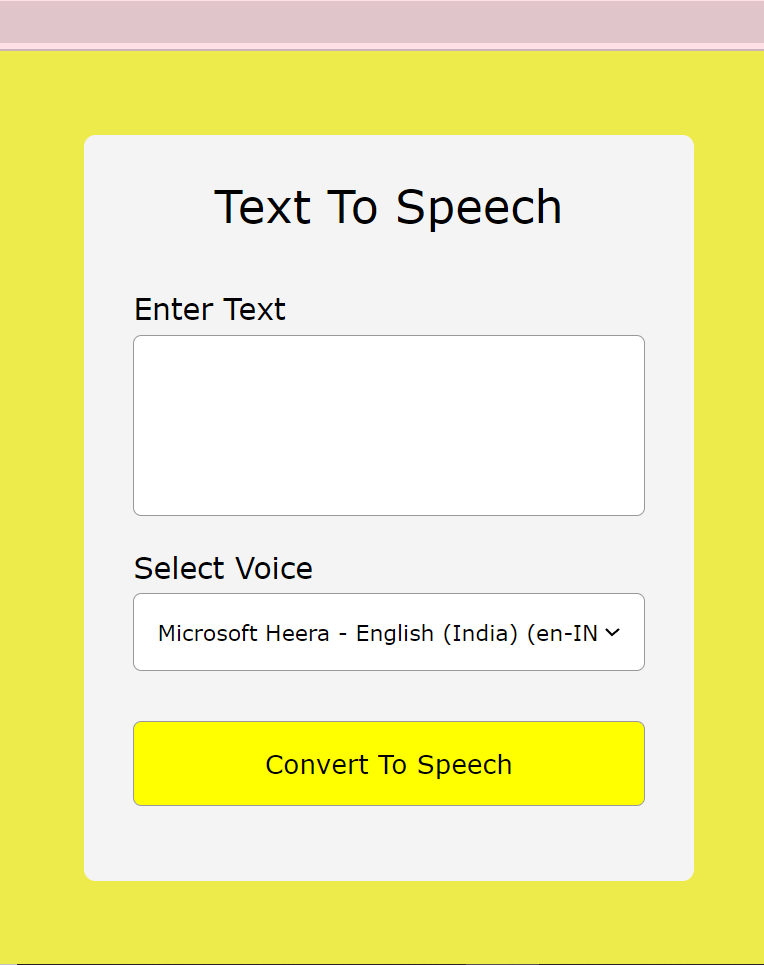 Text To Speech
Enter Text
Select Voice
Microsoft Heera - English (India) (en-IN
Convert To Speech